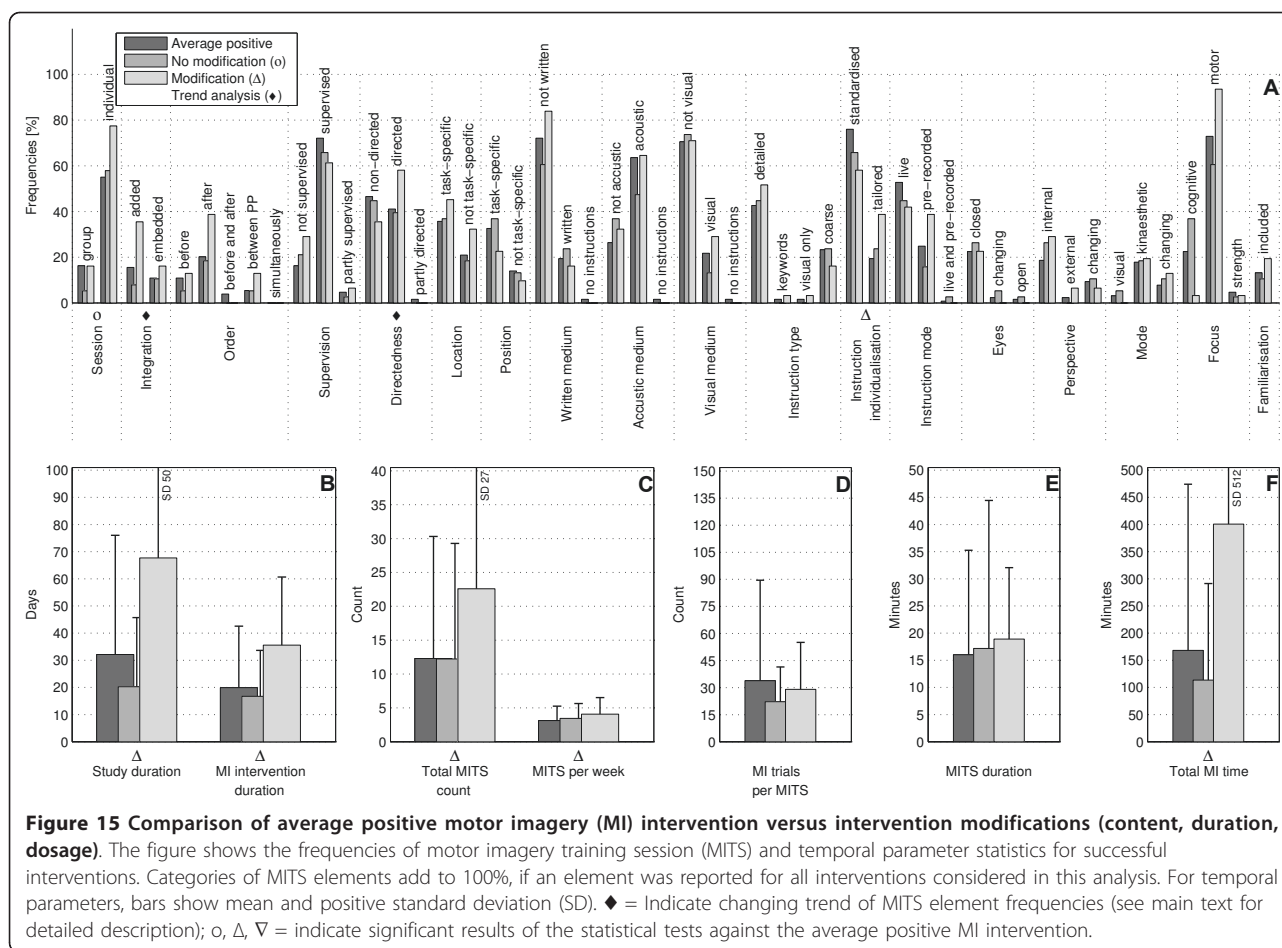 Average positive
No modification (o)
Modification (Δ)
Trend analysis (♦)
A
Frequencies [%]
100
80
60
40
20
0
group
individual
added
embedded
before
after
before and after
between PP
simultaneously
not supervised
supervised
partly supervised
non-directed
directed
partly directed
task-specific
not task-specific
task-specific
not task-specific
not written
written
no instructions
not accustic
acoustic
no instructions
not visual
visual
no instructions
detailed
keywords
visual only
coarse
standardised
tailored
live
pre-recorded
live and pre-recorded
closed
changing
open
internal
external
changing
visual
kinaesthetic
changing
cognitive
motor
strength
included
o
♦
♦
Δ
Session
Integration
Order
Supervision
Directedness
Location
Position
Written medium
Acoustic medium
Visual medium
Instruction type
Instruction
individualisation
Instruction mode
Eyes
Perspective
Mode
Focus
Familiarisation
B
Days
100
90
80
70
60
50
40
30
20
10
0
SD 50
Δ
Δ
Study duration
MI intervention
duration
C
Count
40
35
30
25
20
15
10
5
0
SD 27
Δ
Δ
Total MITS
count
MITS per week
D
Count
150
135
120
105
90
75
60
45
30
15
0
MI trials
per MITS
E
Minutes
50
45
40
35
30
25
20
15
10
5
0
MITS duration
F
Minutes
500
450
400
350
300
250
200
150
100
50
0
SD 512
Δ
Total MI time
Figure 15 Comparison of average positive motor imagery (MI) intervention versus intervention modifications (content, duration,
dosage). The figure shows the frequencies of motor imagery training session (MITS) and temporal parameter statistics for successful
interventions. Categories of MITS elements add to 100%, if an element was reported for all interventions considered in this analysis. For temporal
parameters, bars show mean and positive standard deviation (SD). ♦ = Indicate changing trend of MITS element frequencies (see main text for
detailed description); o, Δ, ∇ = indicate significant results of the statistical tests against the average positive MI intervention.